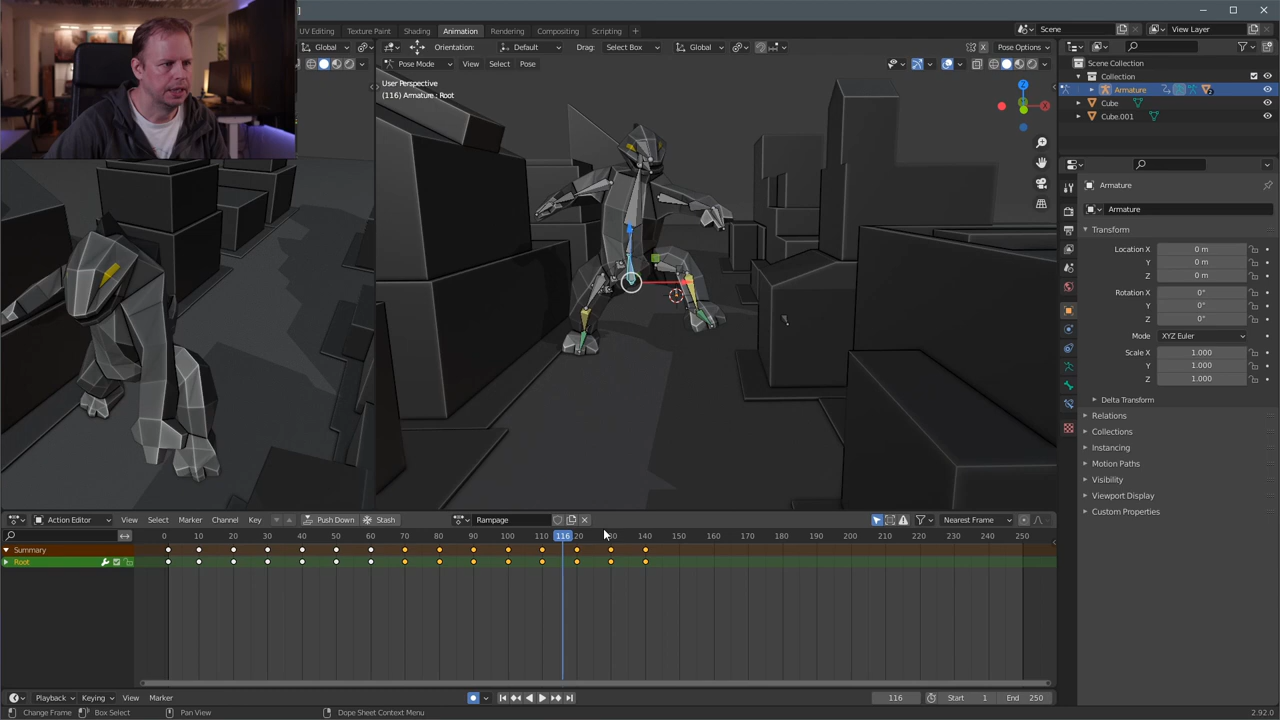 UV Editing Texture Paint Shading Animation Rendering Compositing Scripting + Scene View Layer
Global Orientation: Default Drag: Select Box Global Pose Options
Pose Mode View Select Pose
User Perspective
(116) Armature : Root
Scene Collection
Collection
Armature
Cube
Cube.001
Armature
Armature
Transform
Location X 0 m
Y 0 m
Z 0 m
Rotation X 0°
Y 0°
Z 0°
Mode XYZ Euler
Scale X 1.000
Y 1.000
Z 1.000
Delta Transform
Relations
Collections
Instancing
Motion Paths
Visibility
Viewport Display
Custom Properties
Action Editor View Select Marker Channel Key Push Down Stash Rampage Nearest Frame
0 10 20 30 40 50 60 70 80 90 100 110 116 20 30 140 150 160 170 180 190 200 210 220 230 240 250
Summary
Root
Playback Keying View Marker 116 Start 1 End 250
Change Frame Box Select Pan View Dope Sheet Context Menu 2.92.0